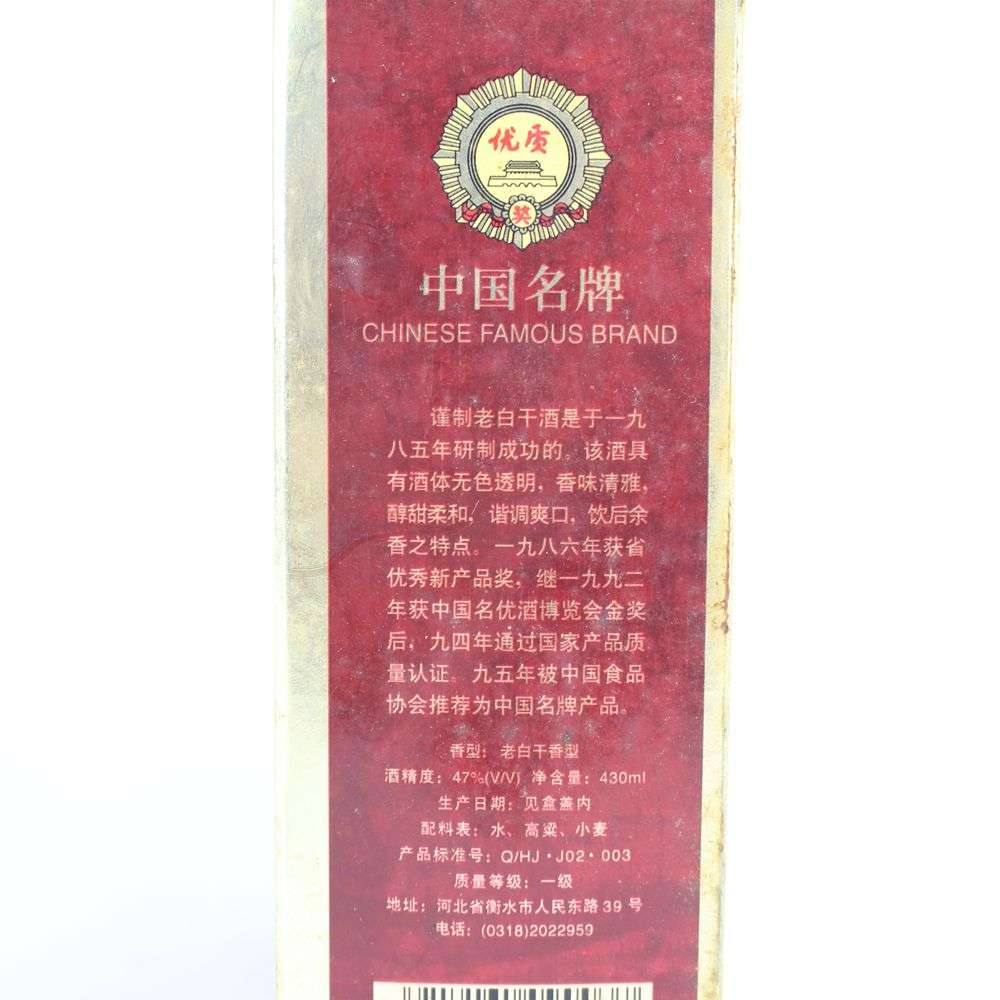 优质
奖
中国名牌
CHINESE FAMOUS BRAND
谨制老白干酒是于一九
八五年研制成功的。该酒具
有酒体无色透明，香味清雅，
醇甜柔和，谐调爽口，饮后余
香之特点。一九八六年获省
优秀新产品奖，继一九九二
年获中国名优酒博览会金奖
后，九四年通过国家产品质
量认证。九五年被中国食品
协会推荐为中国名牌产品。
香型：老白干香型
酒精度：47%(V/V) 净含量：430ml
生产日期：见盒盖内
配料表：水、高粱、小麦
产品标准号：Q/HJ·J02·003
质量等级：一级
地址：河北省衡水市人民东路39号
电话：(0318)2022959